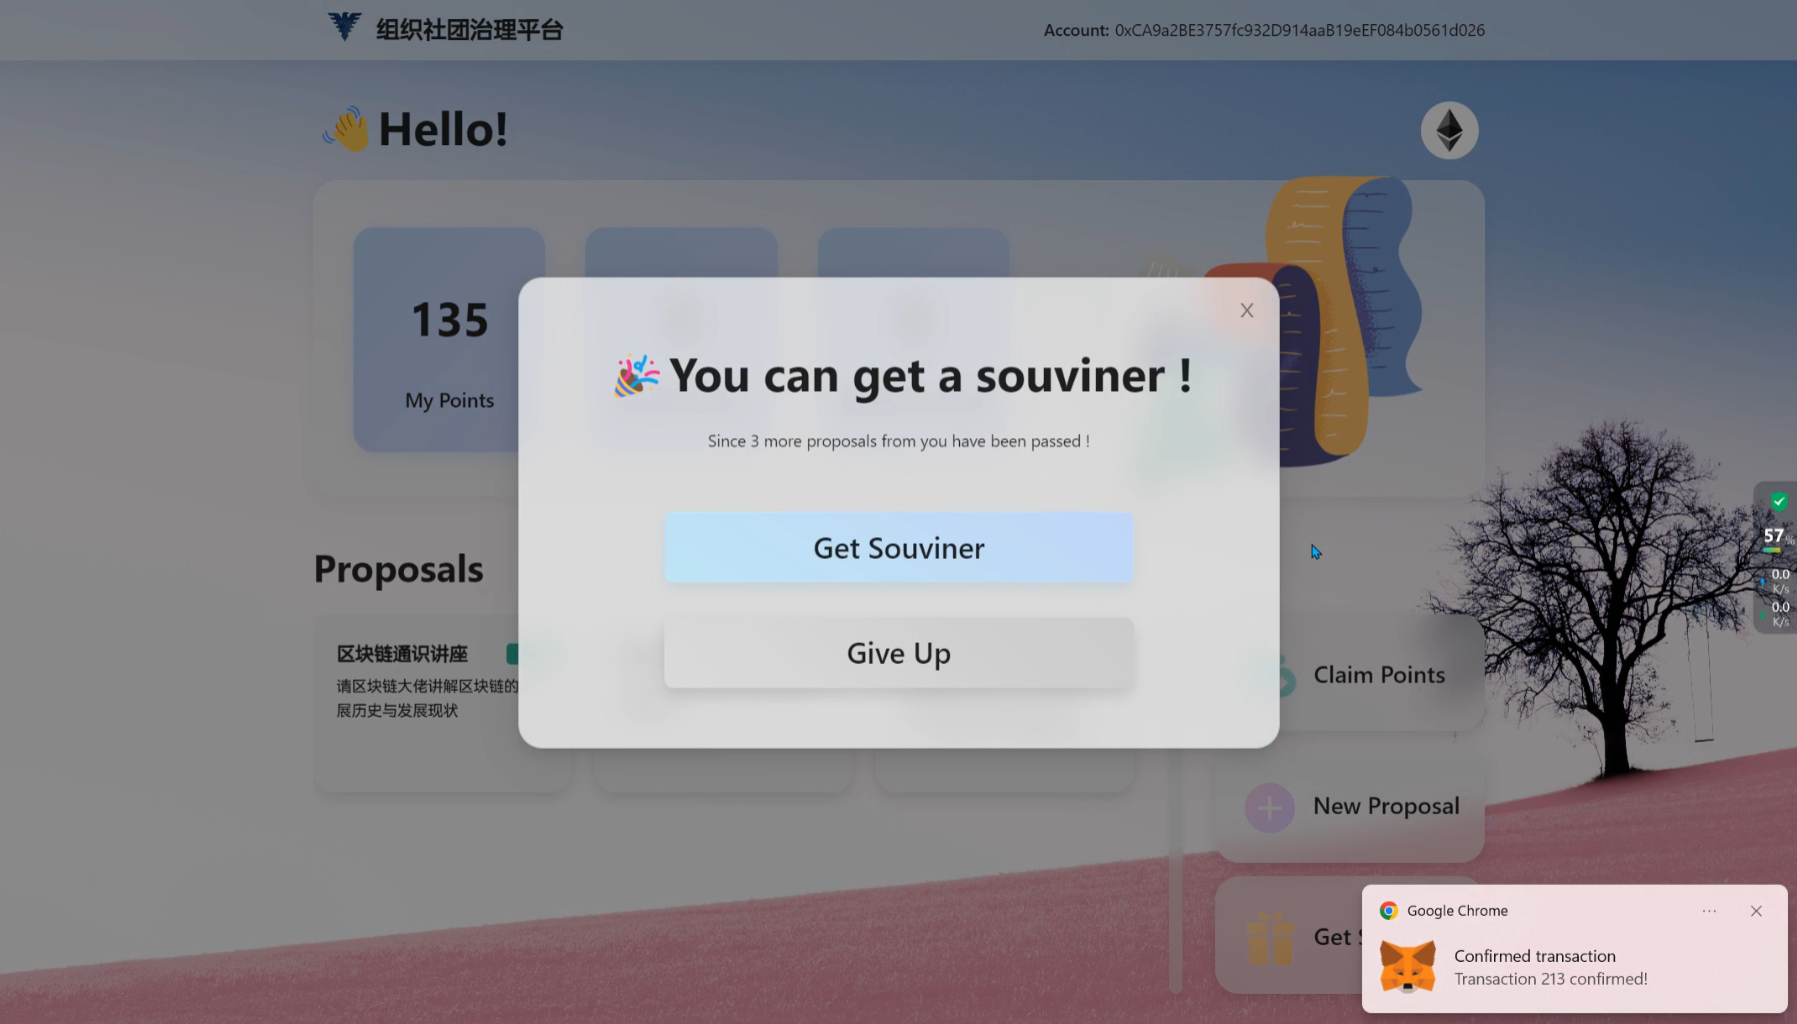 组织社团治理平台
Account: 0xCA9a2BE3757fc932D914aaB19eEF084b0561d026
Hello!
135
My Points
X
You can get a souviner !
Since 3 more proposals from you have been passed !
Get Souviner
Give Up
Proposals
区块链通识讲座
请区块链大佬讲解区块链的
展历史与发展现状
Claim Points
New Proposal
Get
57%
0.0
K/s
0.0
K/s
Google Chrome
Confirmed transaction
Transaction 213 confirmed!